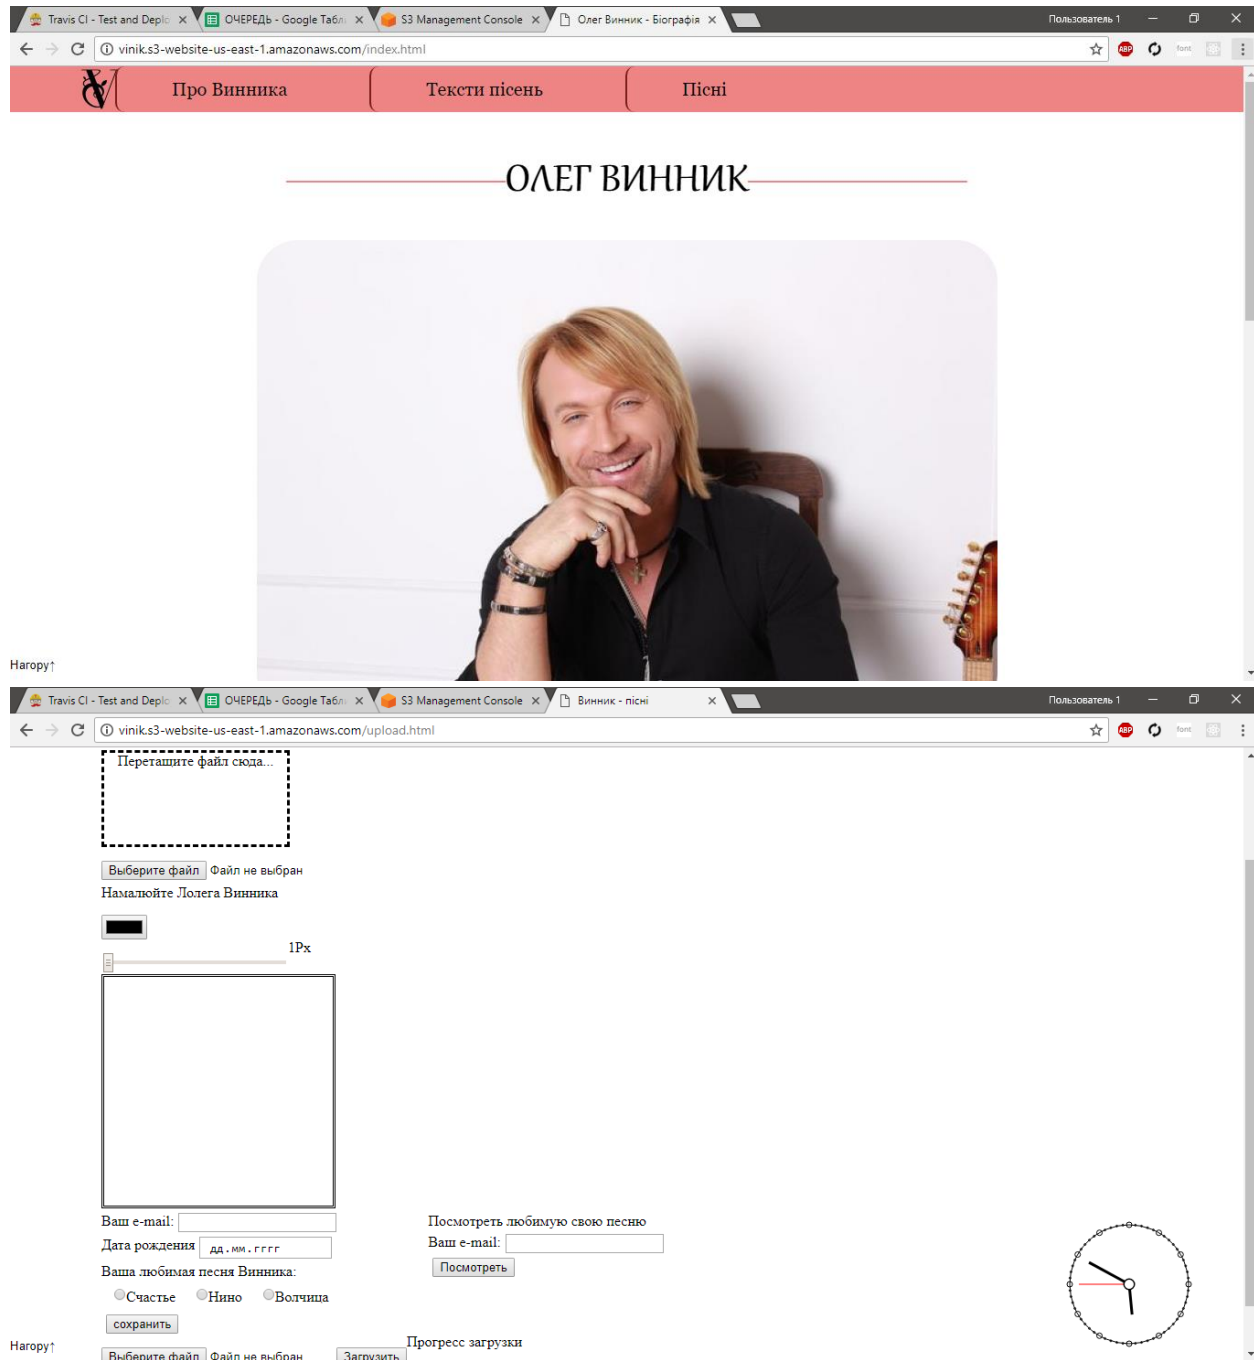 Travis CI - Test and Deplo
ОЧЕРЕДЬ - Google Табл
S3 Management Console
Олег Винник - Біографія
Пользователь 1
vinik.s3-website-us-east-1.amazonaws.com/index.html
ABP
font
Про Винника
Тексти пісень
Пісні
ОЛЕГ ВИННИК
Нагору↑
Travis CI - Test and Deplo
ОЧЕРЕДЬ - Google Табл
S3 Management Console
Винник - пісні
Пользователь 1
vinik.s3-website-us-east-1.amazonaws.com/upload.html
ABP
font
Перетащите файл сюда...
Выберите файл Файл не выбран
Намалюйте Лолега Винника
1Px
Ваш e-mail:
Посмотреть любимую свою песню
Дата рождения дд.мм.гггг
Ваш e-mail:
Ваша любимая песня Винника:
Посмотреть
Счастье Нино Волчица
сохранить
Нагору↑
Прогресс загрузки
Выберите файл Файл не выбран Загрузить